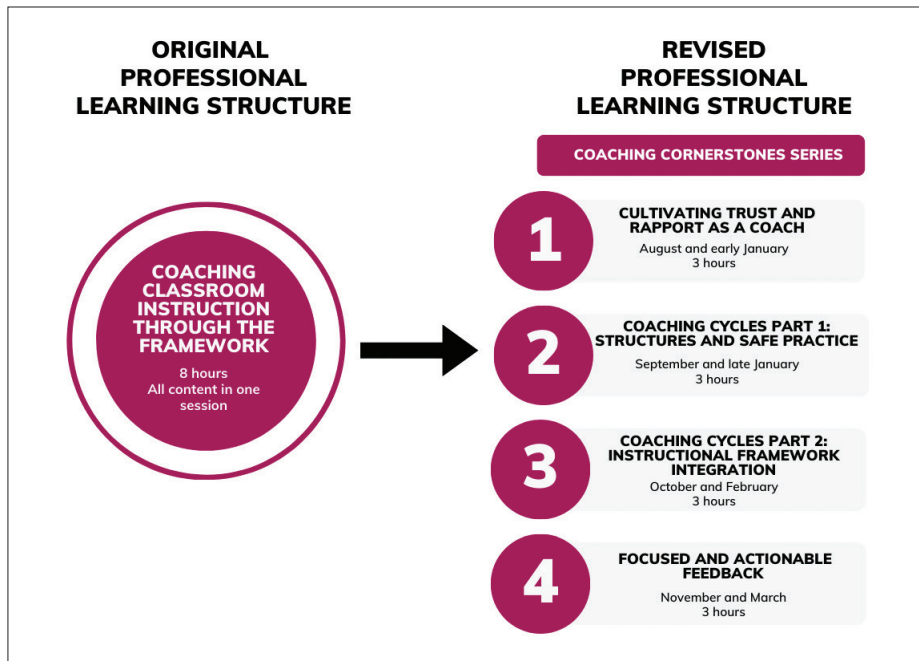 ORIGINAL
PROFESSIONAL
LEARNING STRUCTURE
COACHING
CLASSROOM
INSTRUCTION
THROUGH THE
FRAMEWORK
8 hours
All content in one
session
REVISED
PROFESSIONAL
LEARNING STRUCTURE
COACHING CORNERSTONES SERIES
1
CULTIVATING TRUST AND
RAPPORT AS A COACH
August and early January
3 hours
2
COACHING CYCLES PART 1:
STRUCTURES AND SAFE PRACTICE
September and late January
3 hours
3
COACHING CYCLES PART 2:
INSTRUCTIONAL FRAMEWORK
INTEGRATION
October and February
3 hours
4
FOCUSED AND ACTIONABLE
FEEDBACK
November and March
3 hours